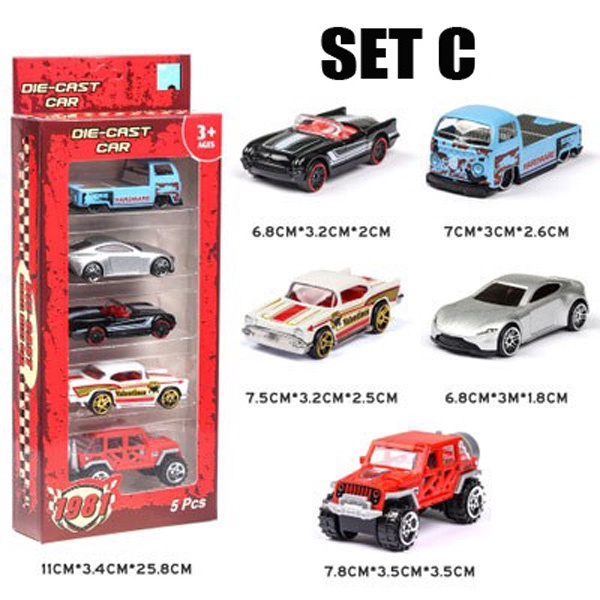 SET C
DIE-CAST
CAR
DIE-CAST
CAR
3+
AGES
HARDWARE
Valentines
1981
5 Pcs
11CM*3.4CM*25.8CM
6.8CM*3.2CM*2CM
HARDWARE
7CM*3CM*2.6CM
Valentines
7.5CM*3.2CM*2.5CM
6.8CM*3M*1.8CM
7.8CM*3.5CM*3.5CM